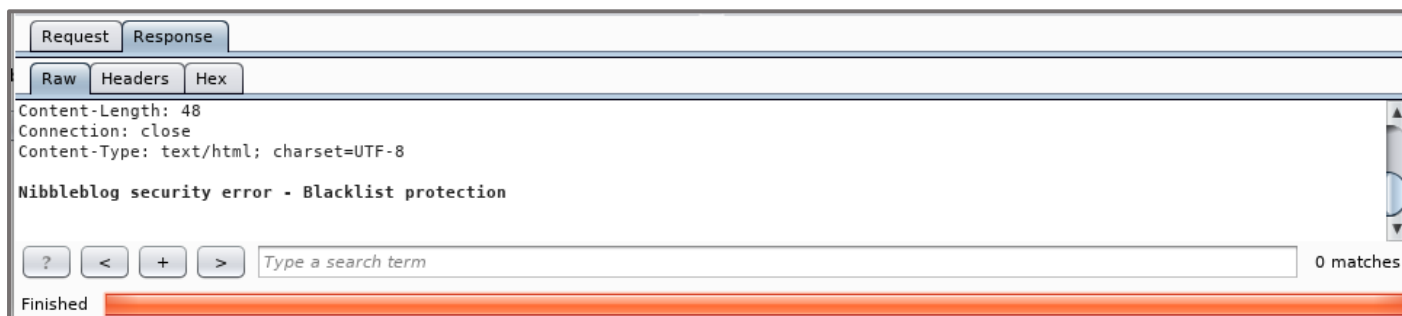 Request Response
Raw Headers Hex
Content-Length: 48
Connection: close
Content-Type: text/html; charset=UTF-8
Nibbleblog security error - Blacklist protection
? < + > Type a search term 0 matches
Finished